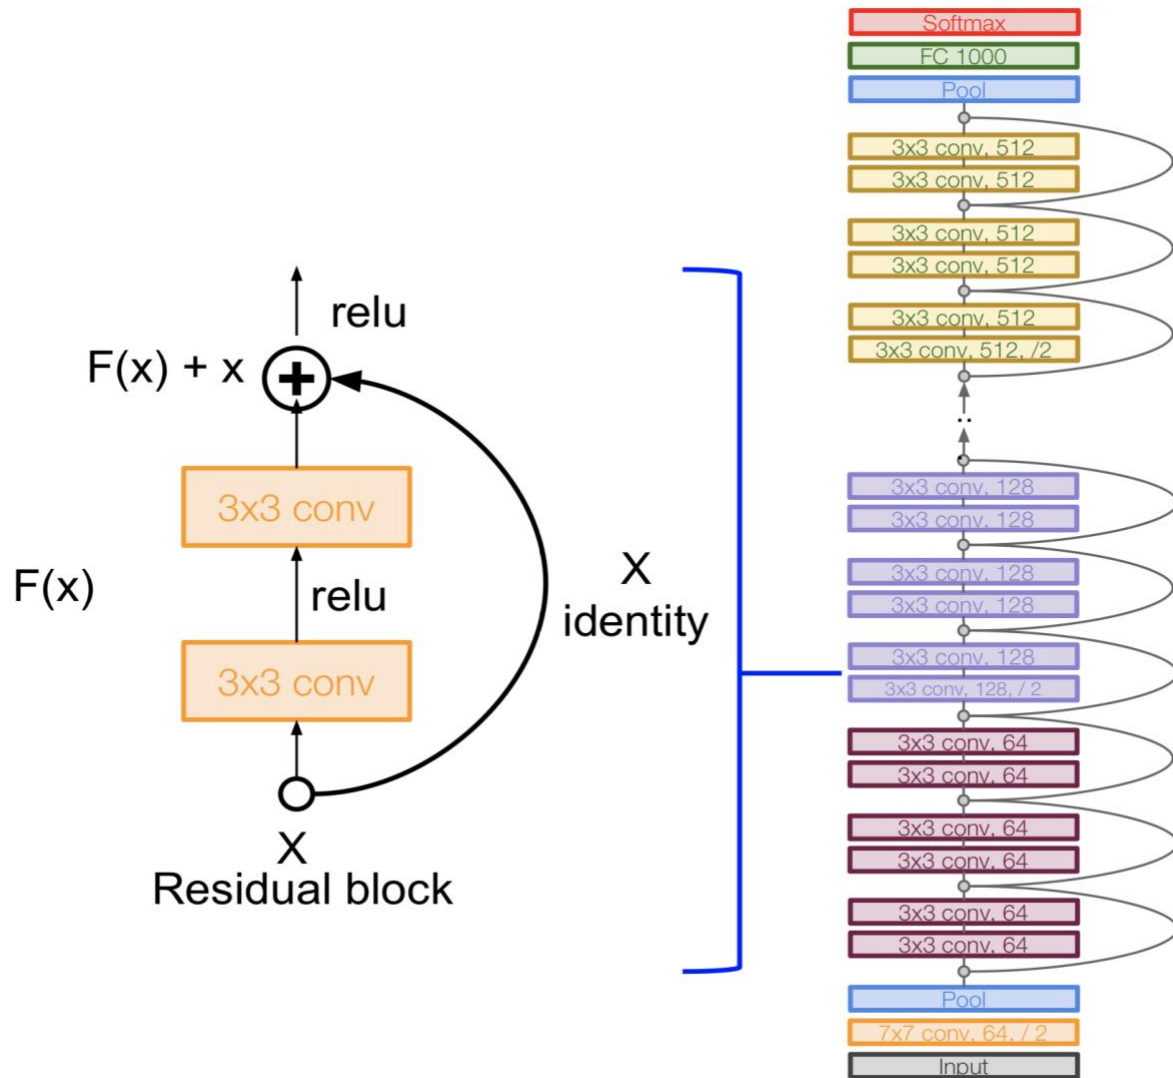 relu
F(x) + x
+
3x3 conv
F(x)
relu
X
identity
3x3 conv
X
Residual block
Softmax
FC 1000
Pool
3x3 conv, 512
3x3 conv, 512
3x3 conv, 512
3x3 conv, 512
3x3 conv, 512
3x3 conv, 512, /2
..
3x3 conv, 128
3x3 conv, 128
3x3 conv, 128
3x3 conv, 128
3x3 conv, 128
3x3 conv, 128, / 2
3x3 conv, 64
3x3 conv, 64
3x3 conv, 64
3x3 conv, 64
3x3 conv, 64
3x3 conv, 64
Pool
7x7 conv, 64, / 2
Input